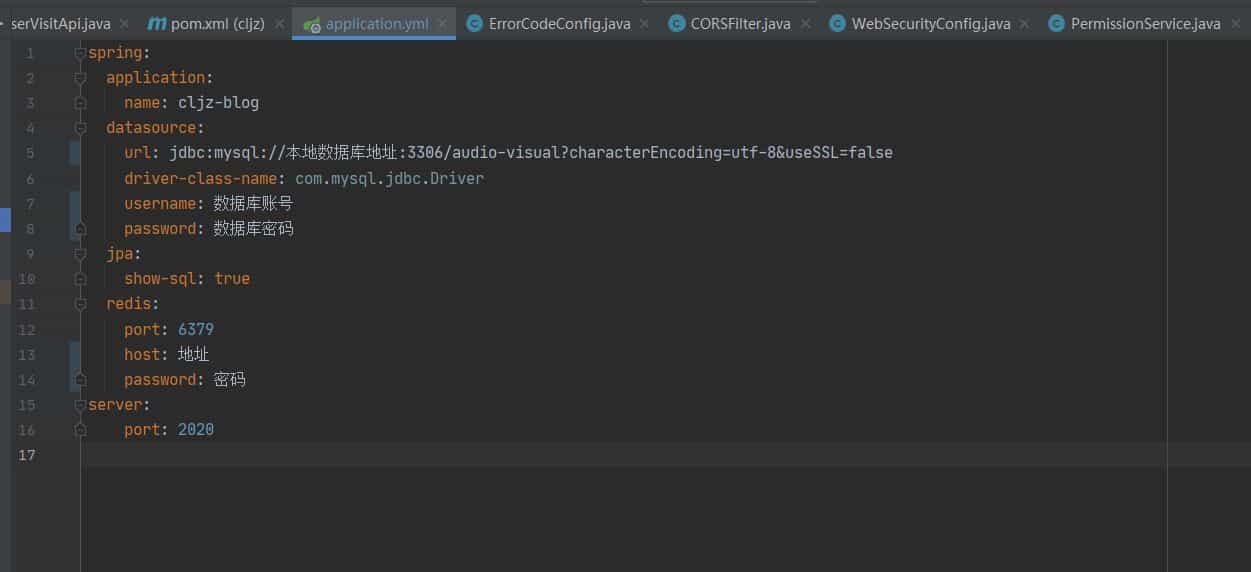 serVisitApi.java pom.xml (cljz) application.yml ErrorCodeConfig.java CORSFilter.java WebSecurityConfig.java PermissionService.java
1 spring:
2 application:
3 name: cljz-blog
4 datasource:
5 url: jdbc:mysql://本地数据库地址:3306/audio-visual?characterEncoding=utf-8&useSSL=false
6 driver-class-name: com.mysql.jdbc.Driver
7 username: 数据库账号
8 password: 数据库密码
9 jpa:
10 show-sql: true
11 redis:
12 port: 6379
13 host: 地址
14 password: 密码
15 server:
16 port: 2020
17